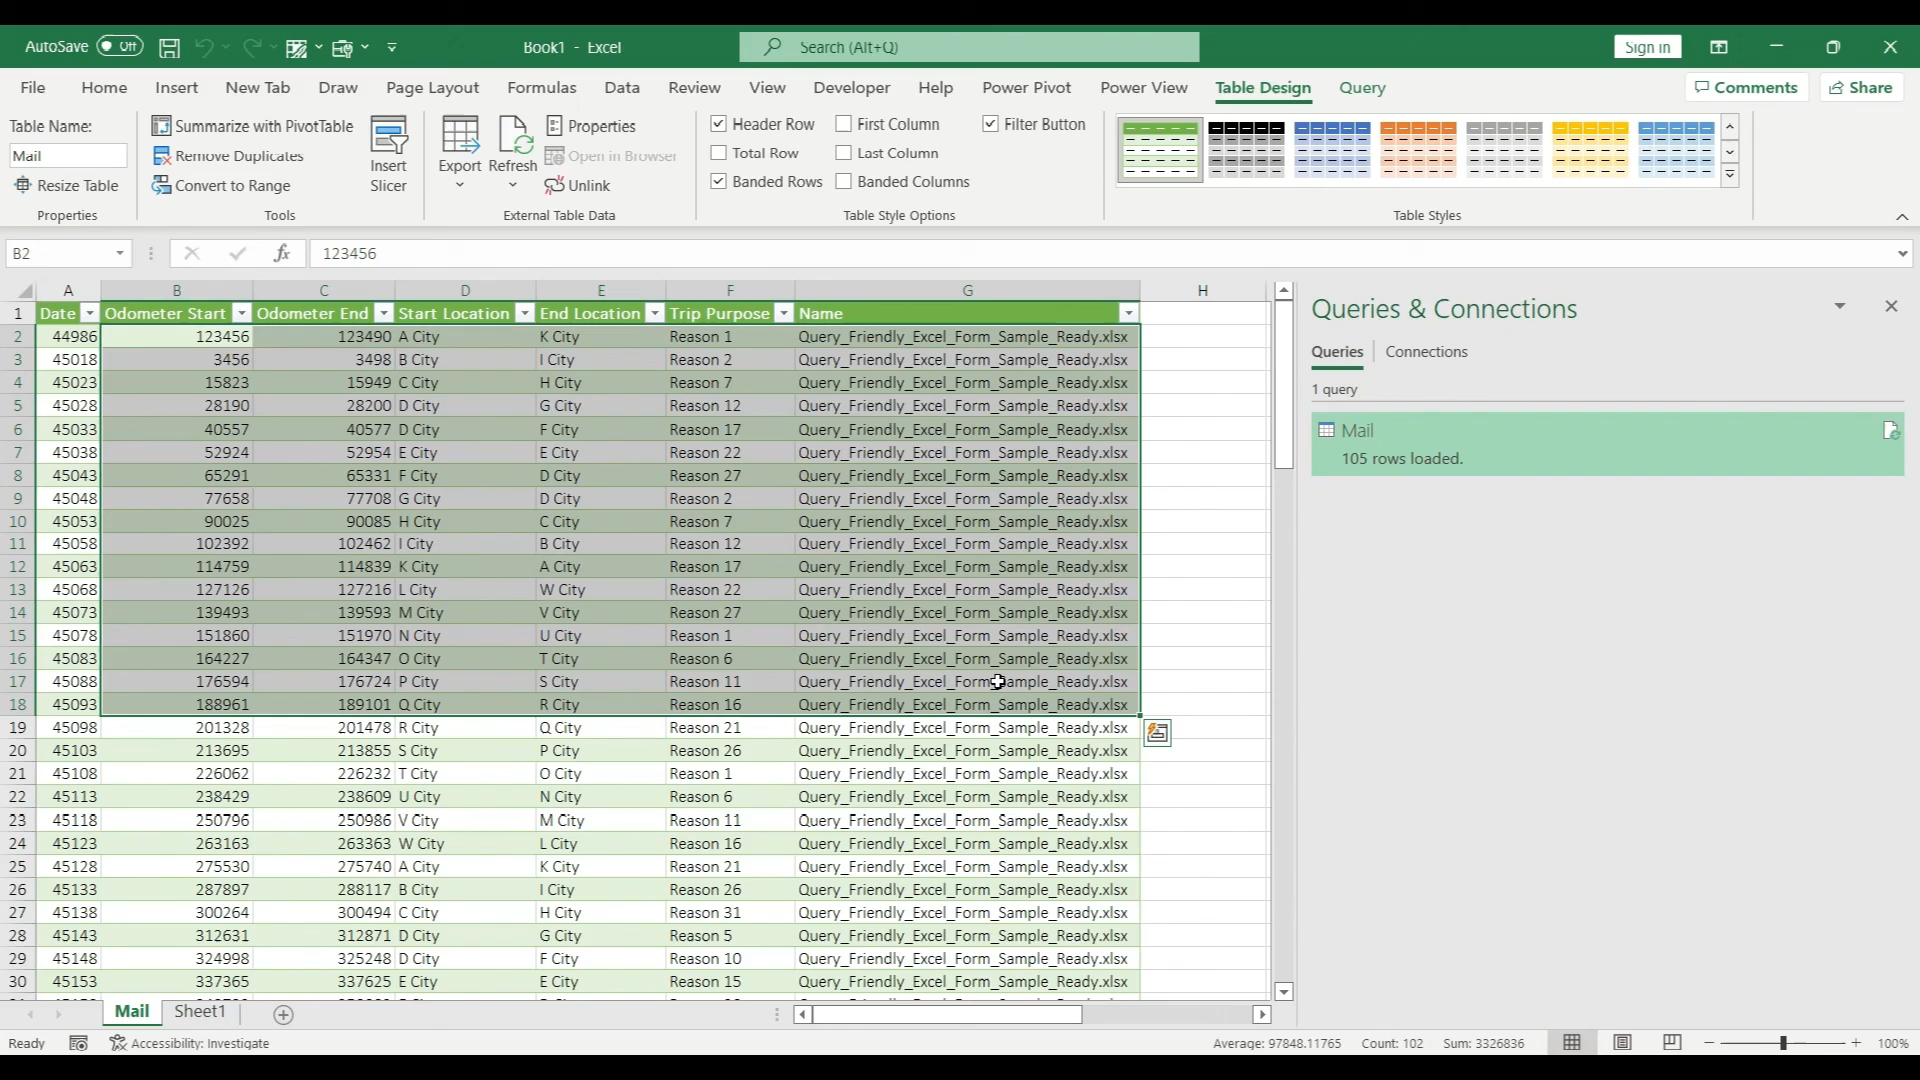 AutoSave Off Book1 - Excel Search (Alt+Q) Sign in
File Home Insert New Tab Draw Page Layout Formulas Data Review View Developer Help Power Pivot Power View Table Design Query Comments Share
Table Name:
Mail
Resize Table
Properties
Summarize with PivotTable
Remove Duplicates
Convert to Range
Tools
Insert
Slicer
Export
Refresh
Properties
Open in Browser
Unlink
External Table Data
Header Row First Column Filter Button
Total Row Last Column
Banded Rows Banded Columns
Table Style Options
Table Styles
B2 fx 123456
A B C D E F G H
1 Date Odometer Start Odometer End Start Location End Location Trip Purpose Name
2 44986 123456 123490 A City K City Reason 1 Query_Friendly_Excel_Form_Sample_Ready.xlsx
3 45018 3456 3498 B City I City Reason 2 Query_Friendly_Excel_Form_Sample_Ready.xlsx
4 45023 15823 15949 C City H City Reason 7 Query_Friendly_Excel_Form_Sample_Ready.xlsx
5 45028 28190 28200 D City G City Reason 12 Query_Friendly_Excel_Form_Sample_Ready.xlsx
6 45033 40557 40577 D City F City Reason 17 Query_Friendly_Excel_Form_Sample_Ready.xlsx
7 45038 52924 52954 E City E City Reason 22 Query_Friendly_Excel_Form_Sample_Ready.xlsx
8 45043 65291 65331 F City D City Reason 27 Query_Friendly_Excel_Form_Sample_Ready.xlsx
9 45048 77658 77708 G City D City Reason 2 Query_Friendly_Excel_Form_Sample_Ready.xlsx
10 45053 90025 90085 H City C City Reason 7 Query_Friendly_Excel_Form_Sample_Ready.xlsx
11 45058 102392 102462 I City B City Reason 12 Query_Friendly_Excel_Form_Sample_Ready.xlsx
12 45063 114759 114839 K City A City Reason 17 Query_Friendly_Excel_Form_Sample_Ready.xlsx
13 45068 127126 127216 L City W City Reason 22 Query_Friendly_Excel_Form_Sample_Ready.xlsx
14 45073 139493 139593 M City V City Reason 27 Query_Friendly_Excel_Form_Sample_Ready.xlsx
15 45078 151860 151970 N City U City Reason 1 Query_Friendly_Excel_Form_Sample_Ready.xlsx
16 45083 164227 164347 O City T City Reason 6 Query_Friendly_Excel_Form_Sample_Ready.xlsx
17 45088 176594 176724 P City S City Reason 11 Query_Friendly_Excel_Form_Sample_Ready.xlsx
18 45093 188961 189101 Q City R City Reason 16 Query_Friendly_Excel_Form_Sample_Ready.xlsx
19 45098 201328 201478 R City Q City Reason 21 Query_Friendly_Excel_Form_Sample_Ready.xlsx
20 45103 213695 213855 S City P City Reason 26 Query_Friendly_Excel_Form_Sample_Ready.xlsx
21 45108 226062 226232 T City O City Reason 1 Query_Friendly_Excel_Form_Sample_Ready.xlsx
22 45113 238429 238609 U City N City Reason 6 Query_Friendly_Excel_Form_Sample_Ready.xlsx
23 45118 250796 250986 V City M City Reason 11 Query_Friendly_Excel_Form_Sample_Ready.xlsx
24 45123 263163 263363 W City L City Reason 16 Query_Friendly_Excel_Form_Sample_Ready.xlsx
25 45128 275530 275740 A City K City Reason 21 Query_Friendly_Excel_Form_Sample_Ready.xlsx
26 45133 287897 288117 B City I City Reason 26 Query_Friendly_Excel_Form_Sample_Ready.xlsx
27 45138 300264 300494 C City H City Reason 31 Query_Friendly_Excel_Form_Sample_Ready.xlsx
28 45143 312631 312871 D City G City Reason 5 Query_Friendly_Excel_Form_Sample_Ready.xlsx
29 45148 324998 325248 D City F City Reason 10 Query_Friendly_Excel_Form_Sample_Ready.xlsx
30 45153 337365 337625 E City E City Reason 15 Query_Friendly_Excel_Form_Sample_Ready.xlsx
Queries & Connections
Queries Connections
1 query
Mail
105 rows loaded.
Mail Sheet1
Ready Accessibility: Investigate Average: 97848.11765 Count: 102 Sum: 3326836 100%